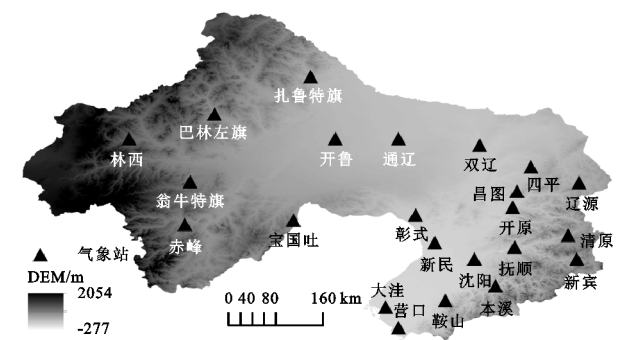 扎鲁特旗
巴林左旗
林西
开鲁
通辽
双辽
四平
翁牛特旗
昌图
辽源
赤峰
宝国吐
彰式
开原
清原
新民
抚顺
沈阳
新宾
气象站
DEM/m
2054
-277
0 40 80 160 km
大洼
营口
鞍山
本溪